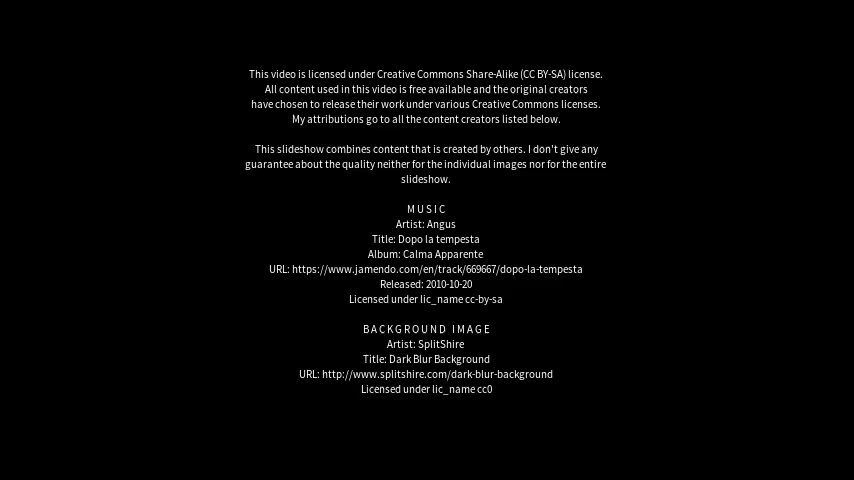 This video is licensed under Creative Commons Share-Alike (CC BY-SA) license.
All content used in this video is free available and the original creators
have chosen to release their work under various Creative Commons licenses.
My attributions go to all the content creators listed below.
This slideshow combines content that is created by others. I don't give any
guarantee about the quality neither for the individual images nor for the entire
slideshow.
MUSIC
Artist: Angus
Title: Dopo la tempesta
Album: Calma Apparente
URL: https://www.jamendo.com/en/track/669667/dopo-la-tempesta
Released: 2010-10-20
Licensed under lic_name cc-by-sa
BACKGROUND IMAGE
Artist: SplitShire
Title: Dark Blur Background
URL: http://www.splitshire.com/dark-blur-background
Licensed under lic_name cc0